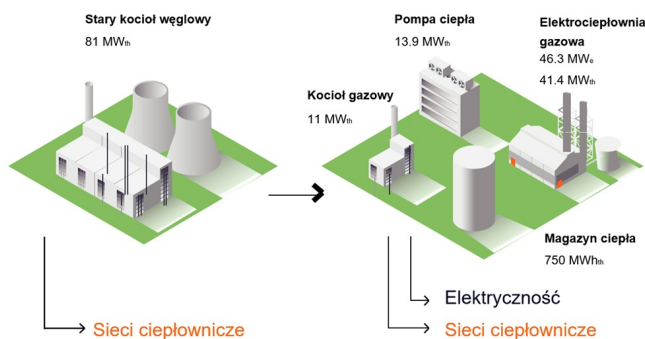 Stary kocioł węglowy
81 MWth
Pompa ciepła
13.9 MWth
Elektrociepłownia
gazowa
46.3 MWe
41.4 MWth
Kocioł gazowy
11 MWth
Magazyn ciepła
750 MWhth
Elektryczność
Sieci ciepłownicze
Sieci ciepłownicze